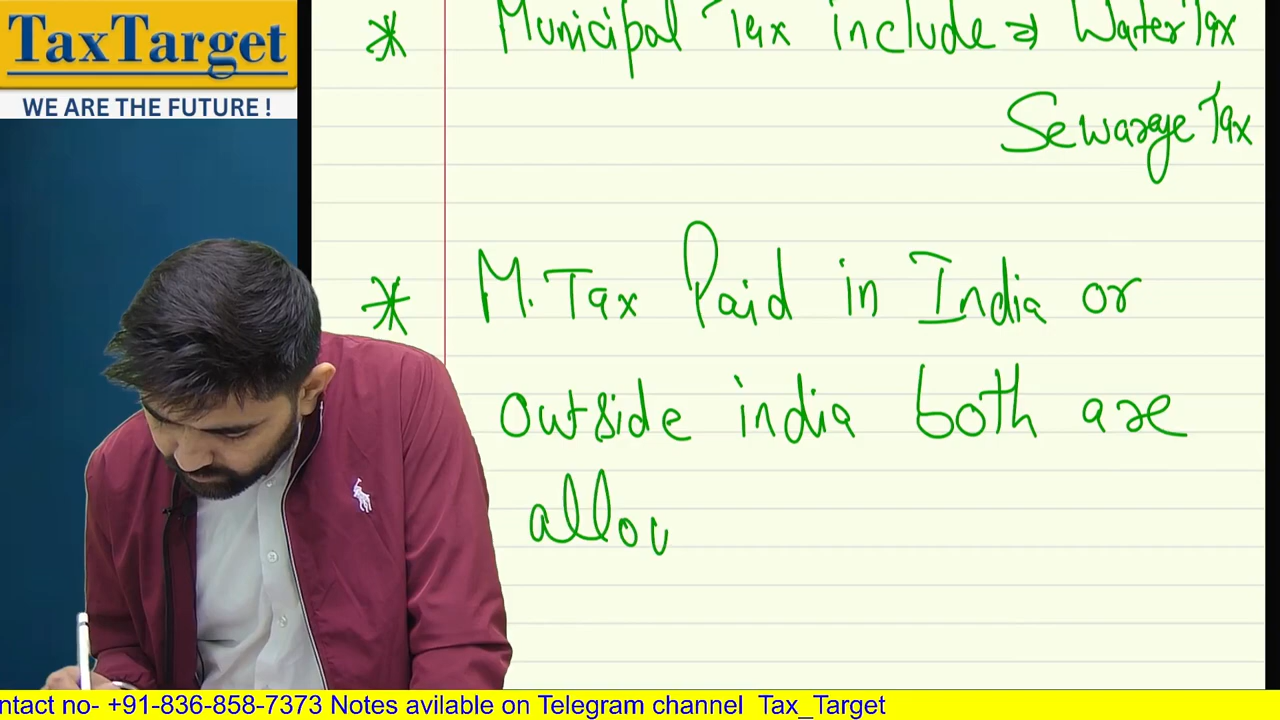 TaxTarget
WE ARE THE FUTURE !
* Municipal Tax include ⇒ Water Tax
Sewarage Tax
* M. Tax Paid in India or
outside india both are
allow
ntact no- +91-836-858-7373 Notes avilable on Telegram channel  Tax_Target